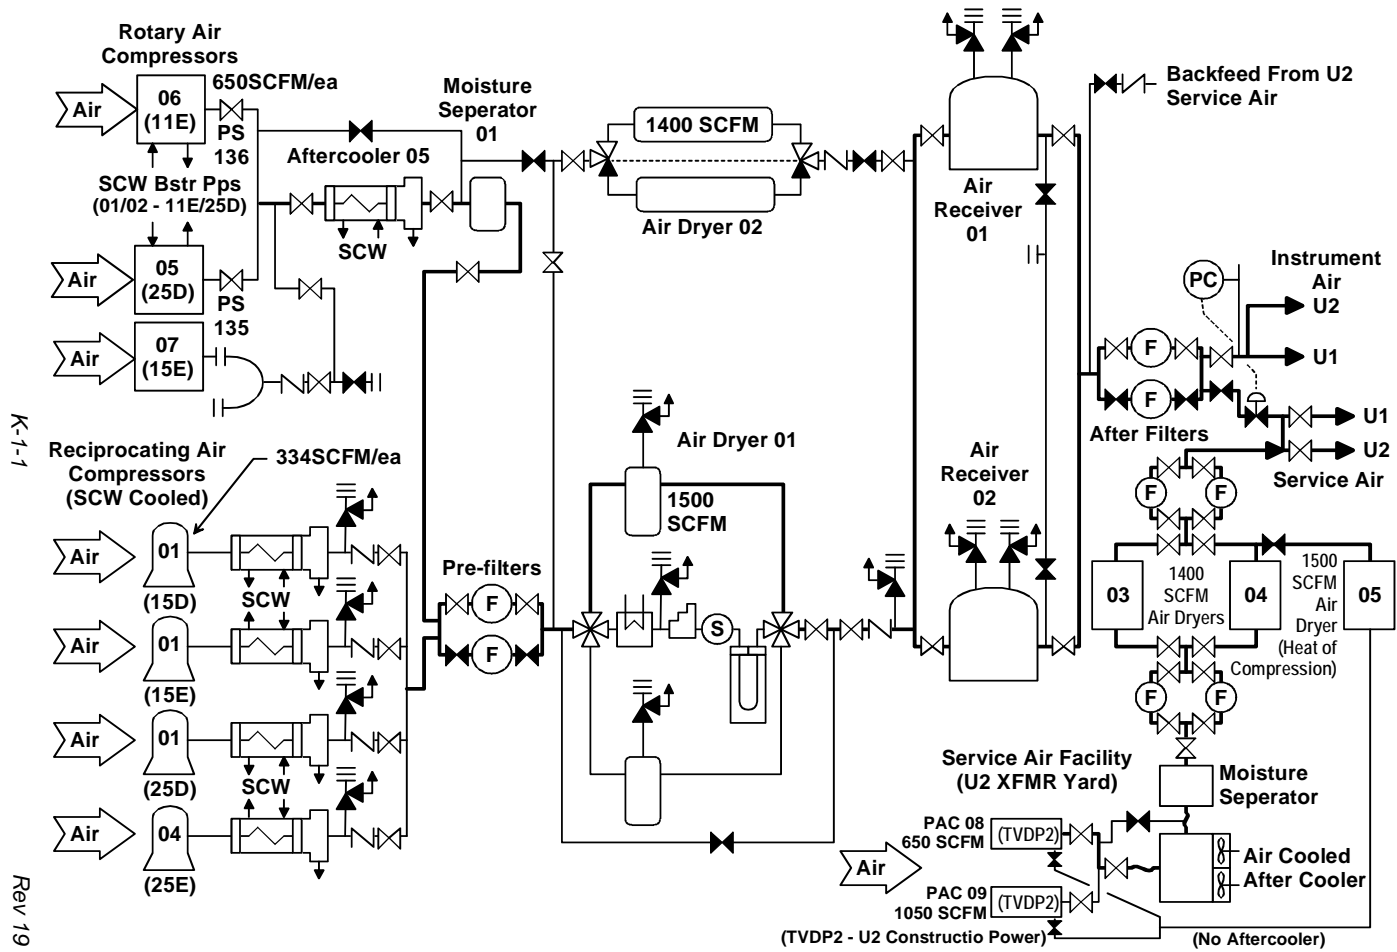 Rotary Air
Compressors
650SCFM/ea
Air
06
(11E)
PS
136
SCW Bstr Pps
(01/02 - 11E/25D)
Air
05
(25D)
PS
135
Air
07
(15E)
Aftercooler 05
SCW
Moisture
Seperator
01
1400 SCFM
Air Dryer 02
Air
Receiver
01
Backfeed From U2
Service Air
PC
Instrument
Air
U2
U1
F
F
After Filters
U1
U2
Service Air
K-1-1
Reciprocating Air
Compressors
(SCW Cooled)
334SCFM/ea
Air
01
(15D)
SCW
Air
01
(15E)
Air
01
(25D)
SCW
Air
04
(25E)
Pre-filters
F
F
Air Dryer 01
1500
SCFM
S
Air
Receiver
02
F
F
03
1400
SCFM
Air Dryers
04
1500
SCFM
Air
Dryer
(Heat of
Compression)
05
F
F
Service Air Facility
(U2 XFMR Yard)
Moisture
Seperator
Air
PAC 08
650 SCFM
(TVDP2)
PAC 09
1050 SCFM
(TVDP2)
Air Cooled
After Cooler
(TVDP2 - U2 Constructio Power)
(No Aftercooler)
Rev 19